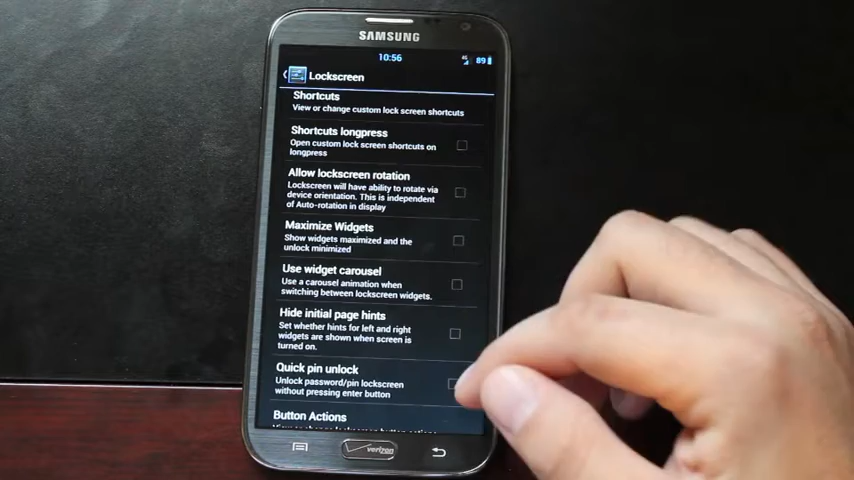 SAMSUNG
10:56
89
Lockscreen
Shortcuts
View or change custom lock screen shortcuts
Shortcuts longpress
Open custom lock screen shortcuts on
longpress
Allow lockscreen rotation
Lockscreen will have ability to rotate via
device orientation. This is independent
of Auto-rotation in display
Maximize Widgets
Show widgets maximized and the
unlock minimized
Use widget carousel
Use a carousel animation when
switching between lockscreen widgets.
Hide initial page hints
Set whether hints for left and right
widgets are shown when screen is
turned on.
Quick pin unlock
Unlock password/pin lockscreen
without pressing enter button
Button Actions
verizon